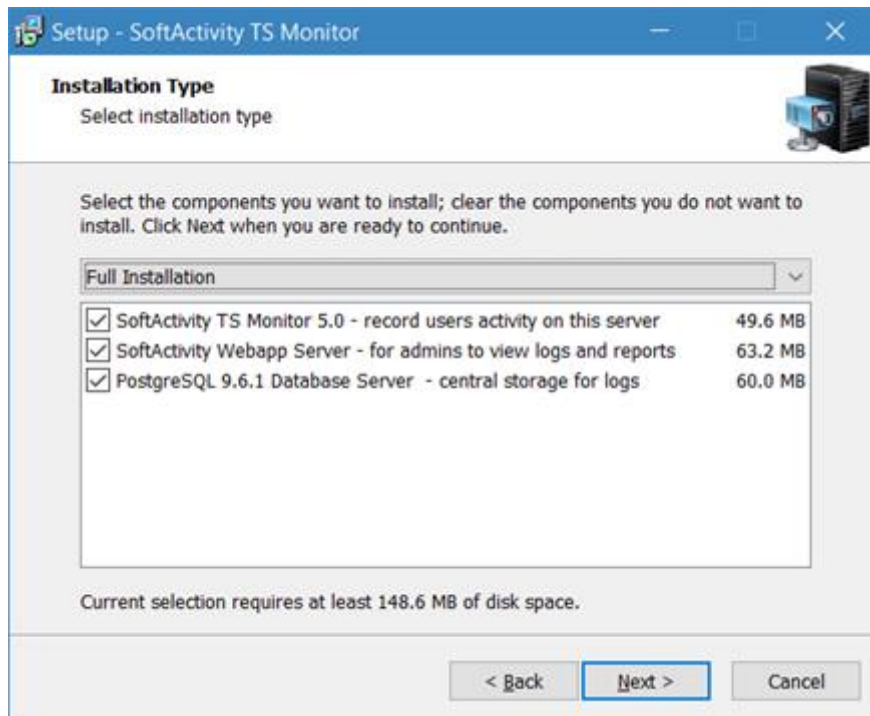 Setup - SoftActivity TS Monitor
Installation Type
Select installation type
Select the components you want to install; clear the components you do not want to
install. Click Next when you are ready to continue.
Full Installation
SoftActivity TS Monitor 5.0 - record users activity on this server 49.6 MB
SoftActivity Webapp Server - for admins to view logs and reports 63.2 MB
PostgreSQL 9.6.1 Database Server  - central storage for logs 60.0 MB
Current selection requires at least 148.6 MB of disk space.
< Back Next > Cancel